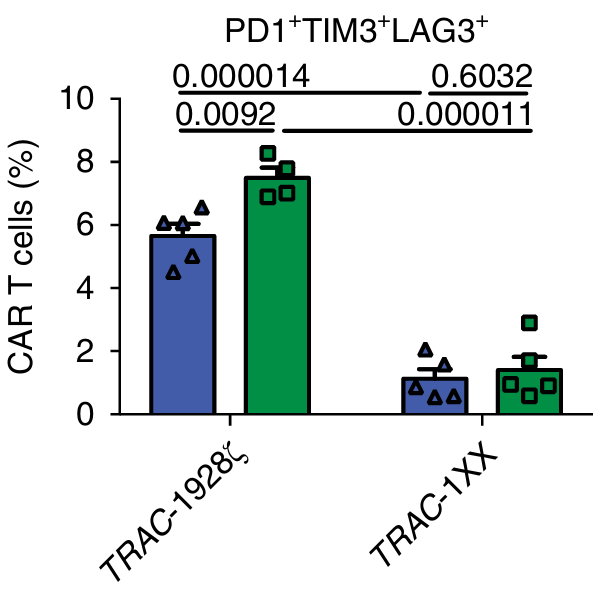 PD1⁺TIM3⁺LAG3⁺
0.000014 0.6032
0.0092 0.000011
10
8
6
4
2
0
CAR T cells (%)
TRAC-1928ζ
TRAC-1XX